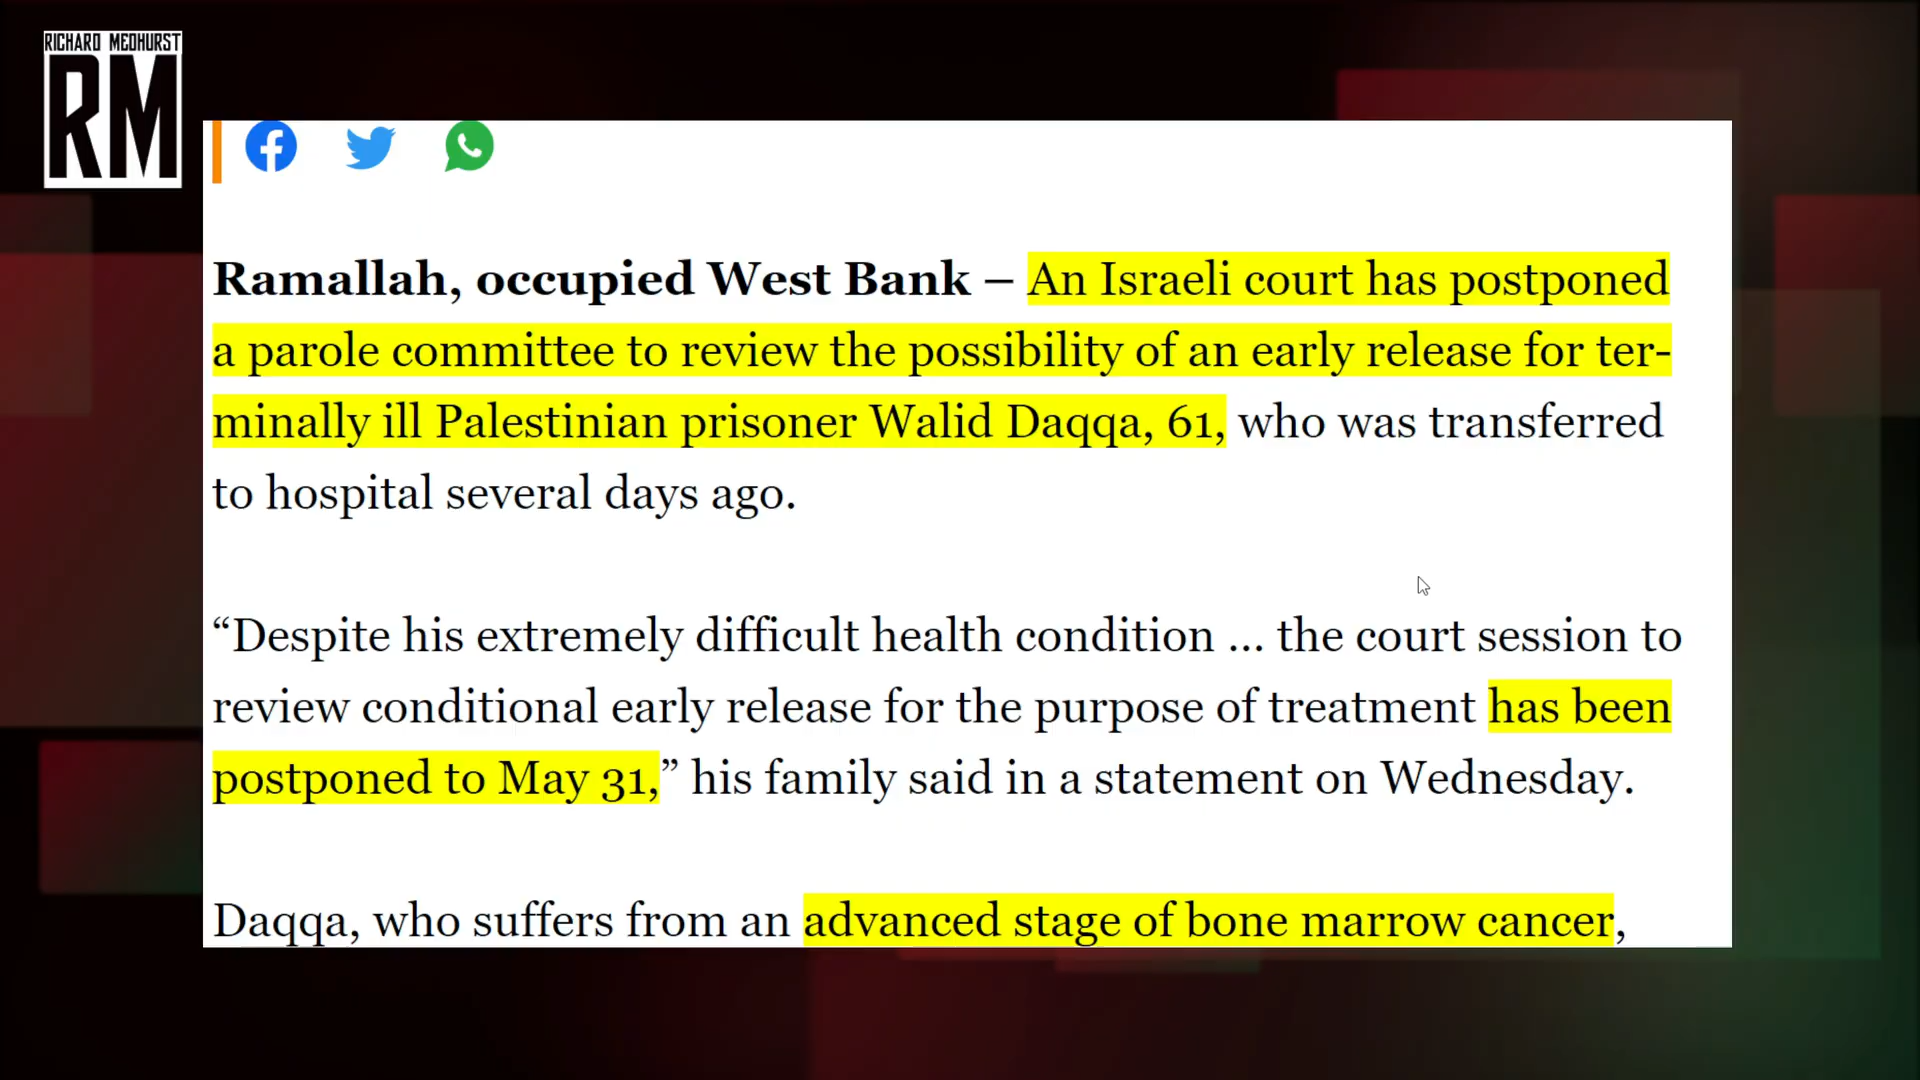 RICHARD MEDHURST
RM
Ramallah, occupied West Bank – An Israeli court has postponed
a parole committee to review the possibility of an early release for ter-
minally ill Palestinian prisoner Walid Daqqa, 61, who was transferred
to hospital several days ago.
“Despite his extremely difficult health condition … the court session to
review conditional early release for the purpose of treatment has been
postponed to May 31,” his family said in a statement on Wednesday.
Daqqa, who suffers from an advanced stage of bone marrow cancer,